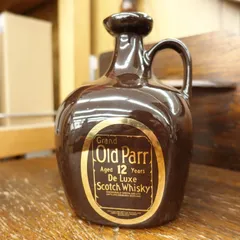 Grand
Old Parr
Aged 12 Years
De Luxe
Scotch Whisky